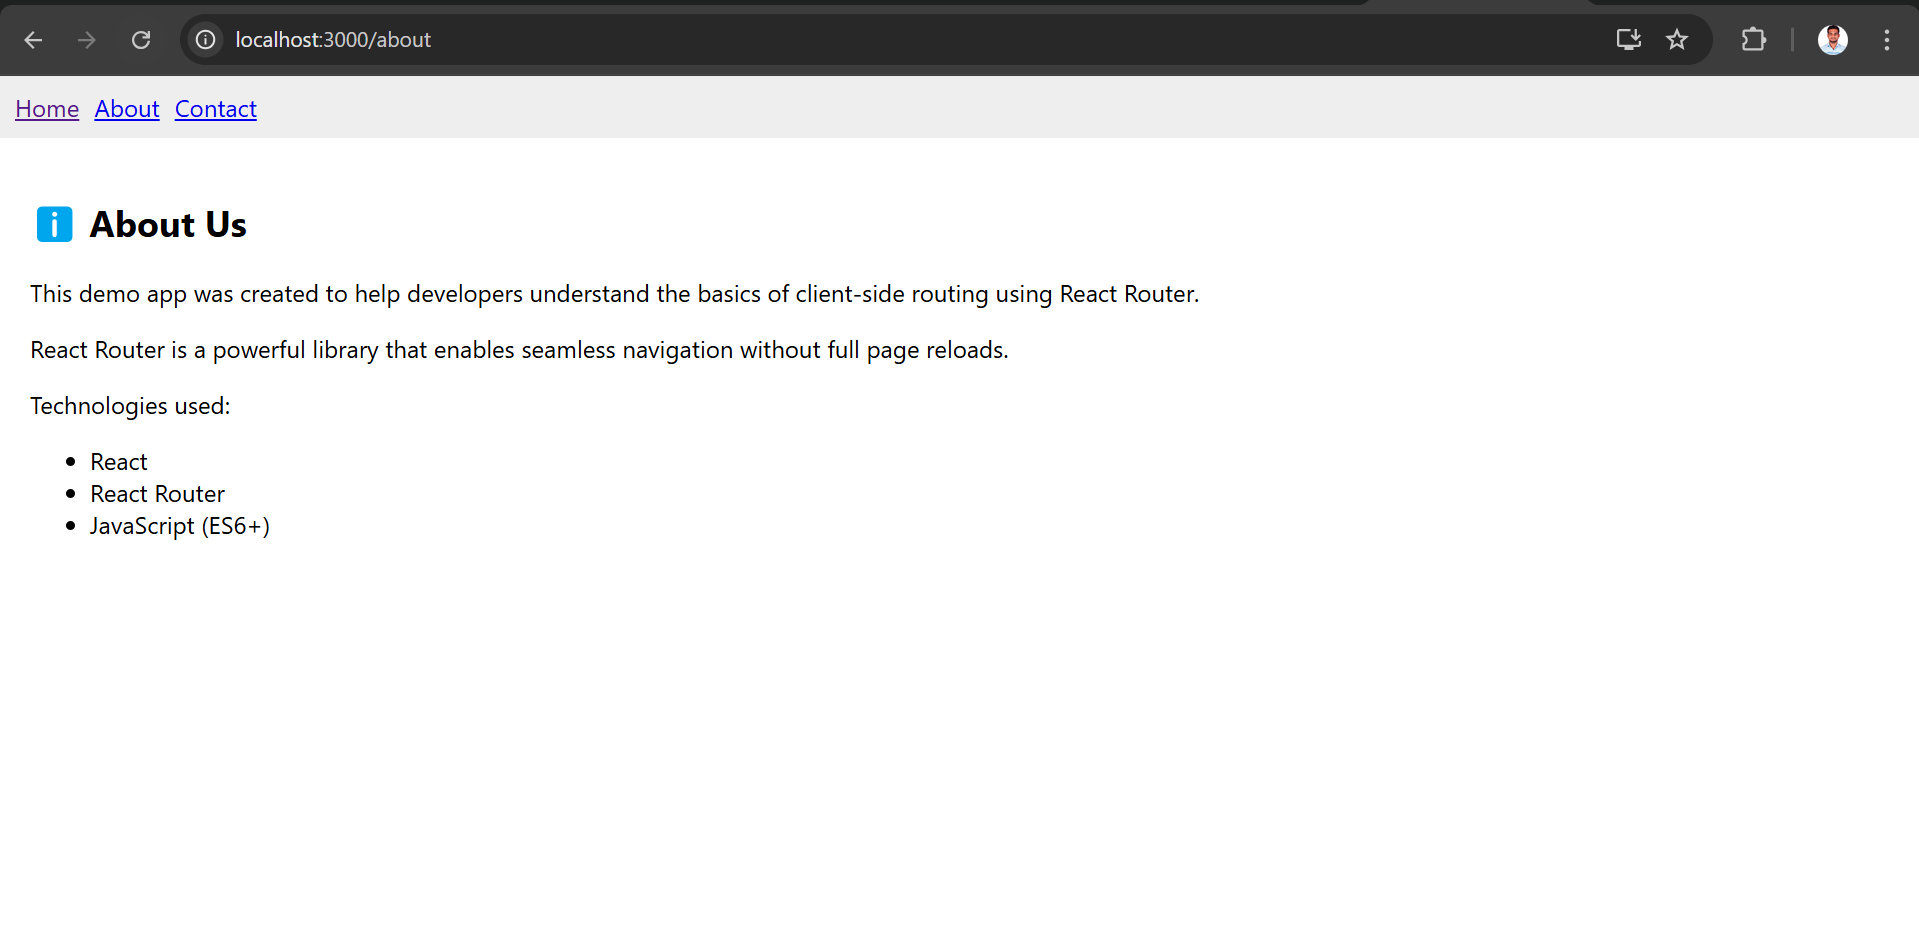 localhost:3000/about
Home About Contact
ℹ️ About Us
This demo app was created to help developers understand the basics of client-side routing using React Router.
React Router is a powerful library that enables seamless navigation without full page reloads.
Technologies used:
• React
• React Router
• JavaScript (ES6+)